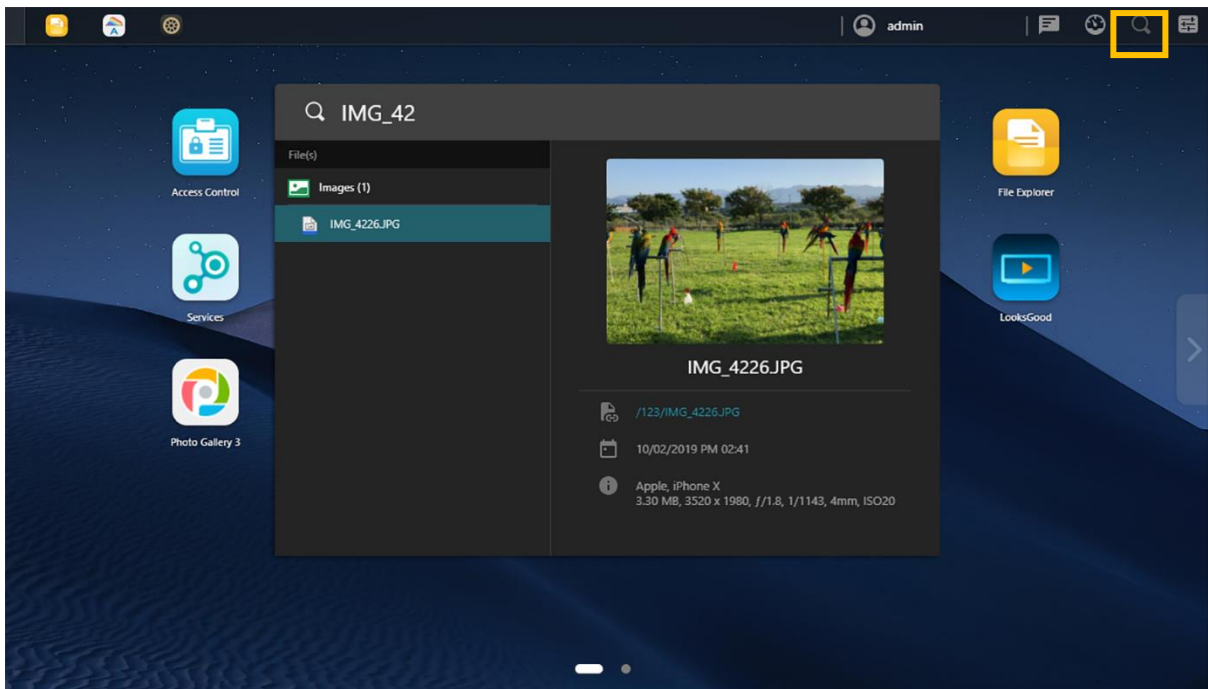 admin
IMG_42
File(s)
Images (1)
IMG_4226.JPG
IMG_4226.JPG
/123/IMG_4226.JPG
10/02/2019 PM 02:41
Apple, iPhone X
3.30 MB, 3520 x 1980, ƒ/1.8, 1/1143, 4mm, ISO20
Access Control
Services
Photo Gallery 3
File Explorer
LooksGood